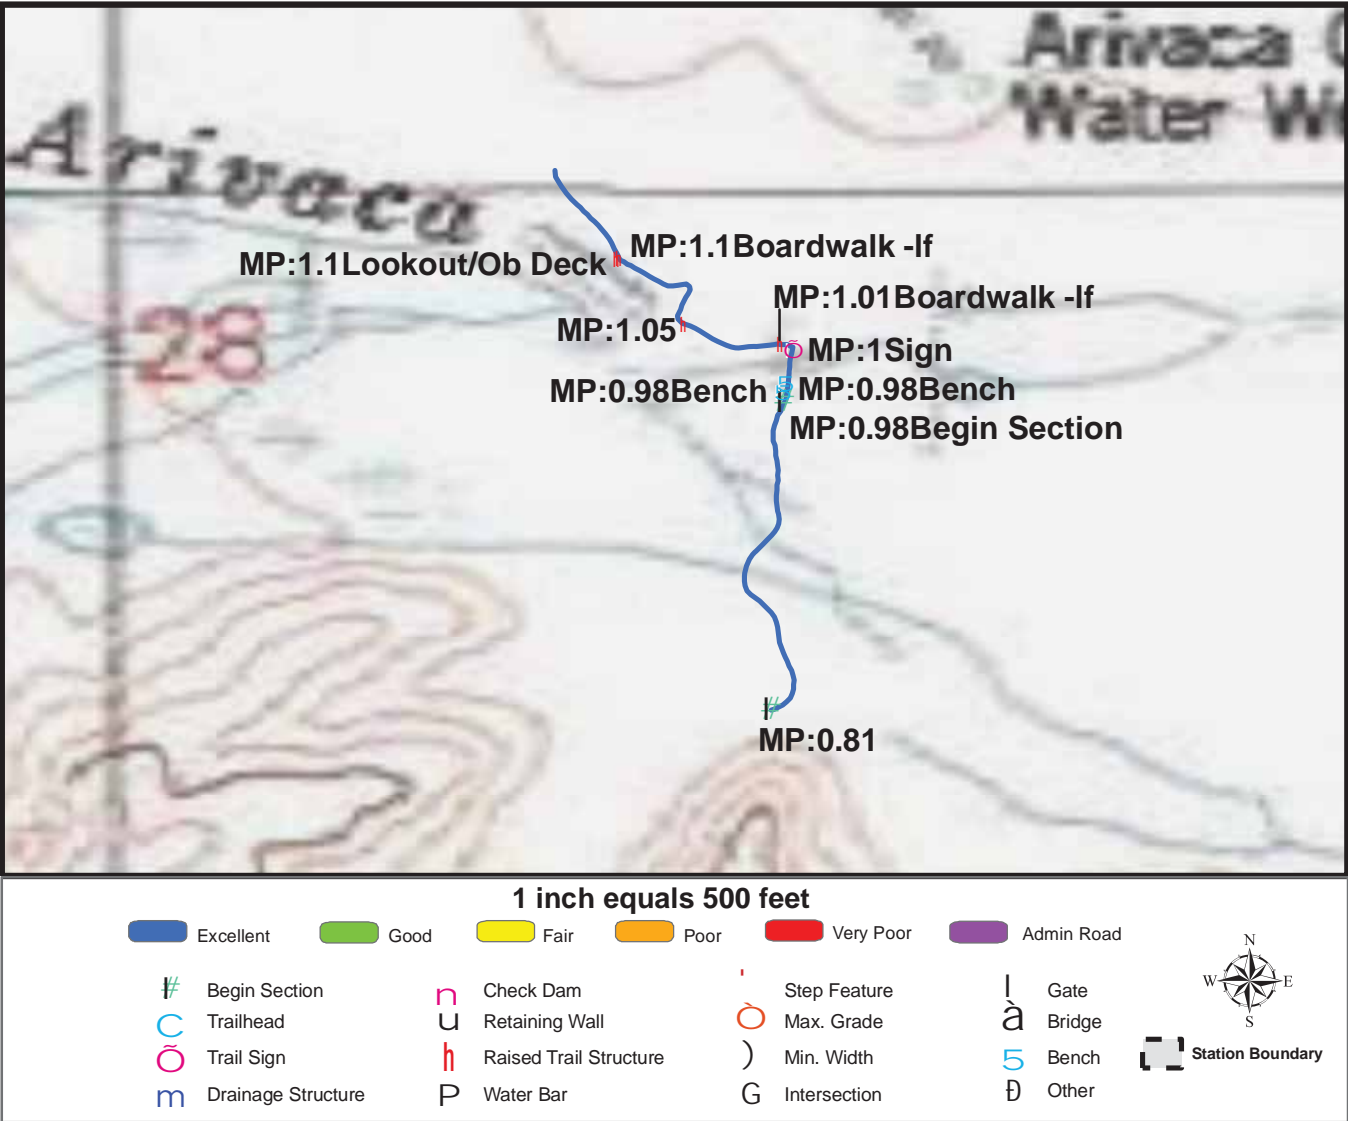 Arivaca
Water We
Arivaca
MP:1.1Boardwalk -lf
MP:1.1Lookout/Ob Deck
MP:1.01Boardwalk -lf
28
MP:1.05
MP:1Sign
MP:0.98Bench
MP:0.98Bench
MP:0.98Begin Section
MP:0.81
1 inch equals 500 feet
Excellent
Good
Fair
Poor
Very Poor
Admin Road
N
W
E
S
Begin Section
Check Dam
Step Feature
Gate
Trailhead
Retaining Wall
Max. Grade
Bridge
Trail Sign
Raised Trail Structure
Min. Width
Bench
Station Boundary
Drainage Structure
Water Bar
Intersection
Other